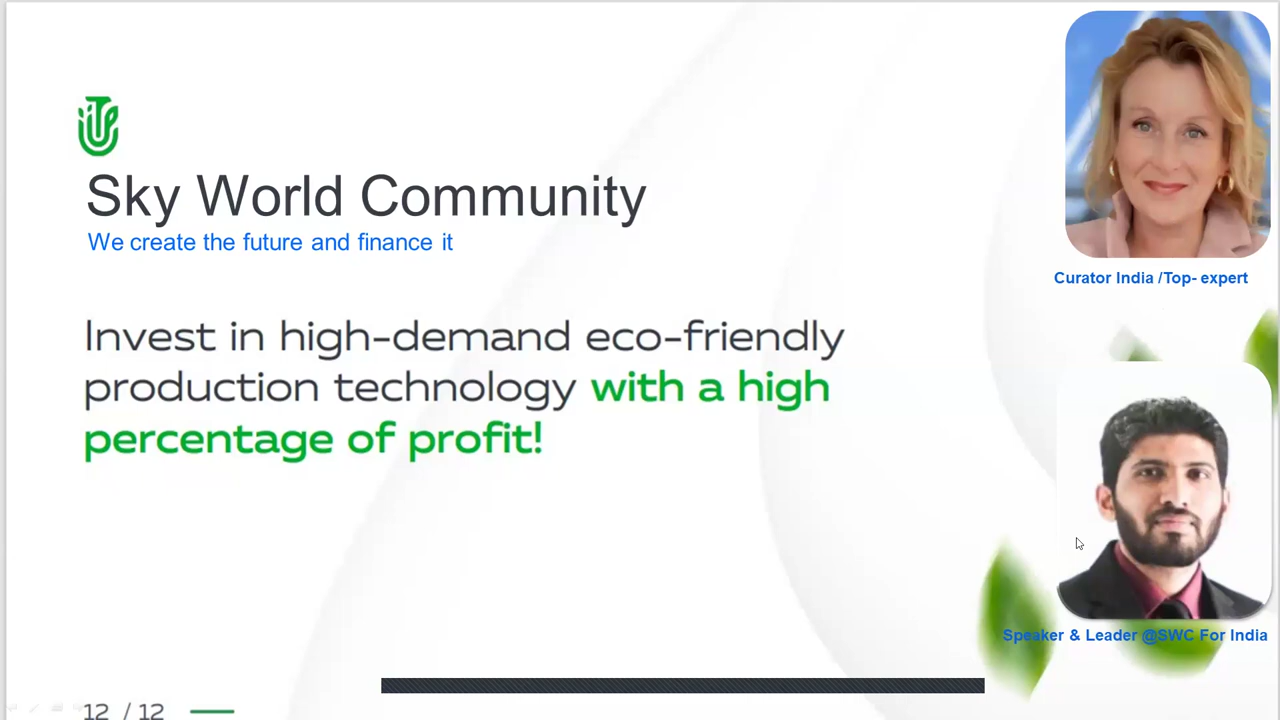 Sky World Community
We create the future and finance it
Invest in high-demand eco-friendly
production technology with a high
percentage of profit!
Curator India /Top- expert
Speaker & Leader @SWC For India
12 / 12